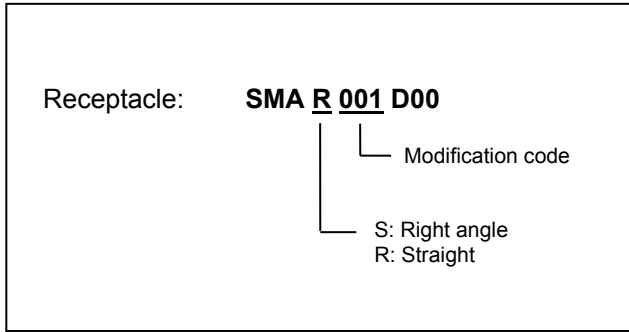 Receptacle: SMA R 001 D00
Modification code
S: Right angle
R: Straight